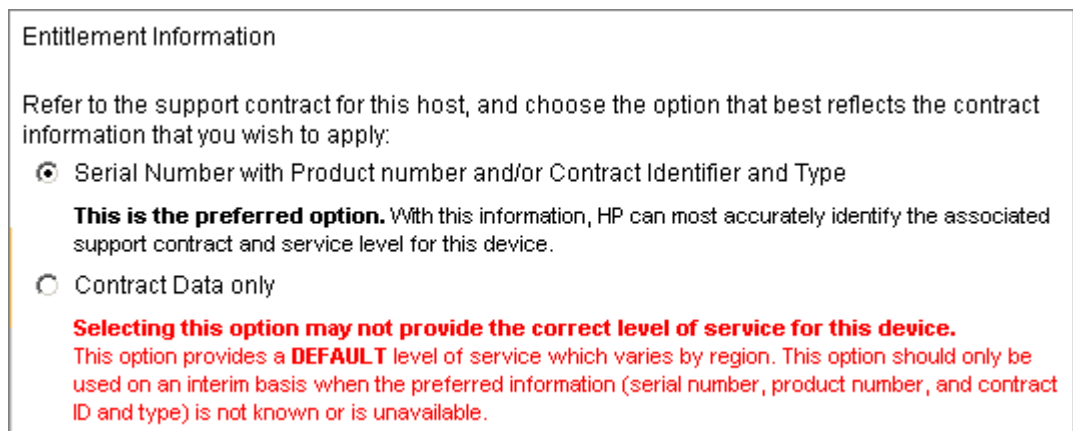 Entitlement Information
Refer to the support contract for this host, and choose the option that best reflects the contract
information that you wish to apply:
Serial Number with Product number and/or Contract Identifier and Type
This is the preferred option. With this information, HP can most accurately identify the associated
support contract and service level for this device.
Contract Data only
Selecting this option may not provide the correct level of service for this device.
This option provides a DEFAULT level of service which varies by region. This option should only be
used on an interim basis when the preferred information (serial number, product number, and contract
ID and type) is not known or is unavailable.